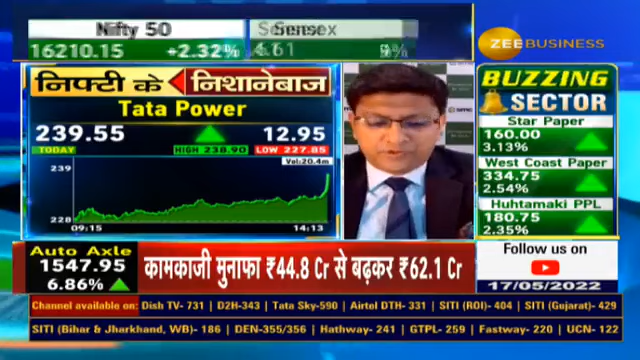 Nifty 50
16210.15 +2.32%
ZEE BUSINESS
निफ्टी के निशानेबाज
Tata Power
239.55 12.95
TODAY HIGH 238.90 LOW 227.85
Vol:20.4m
239
228
09:15 14:13
BUZZING
SECTOR
Star Paper
160.00
3.13%
West Coast Paper
334.75
2.54%
Huhtamaki PPL
180.75
2.35%
Auto Axle
1547.95
6.86%
कामकाजी मुनाफा ₹44.8 Cr से बढ़कर ₹62.1 Cr
Follow us on
17/05/2022
Channel available on: Dish TV- 731 | D2H-343 | Tata Sky-590 | Airtel DTH- 331 | SITI (ROI)- 404 | SITI (Gujarat)- 429
SITI (Bihar & Jharkhand, WB)- 186 | DEN-355/356 | Hathway- 241 | GTPL- 259 | Fastway- 220 | UCN- 122